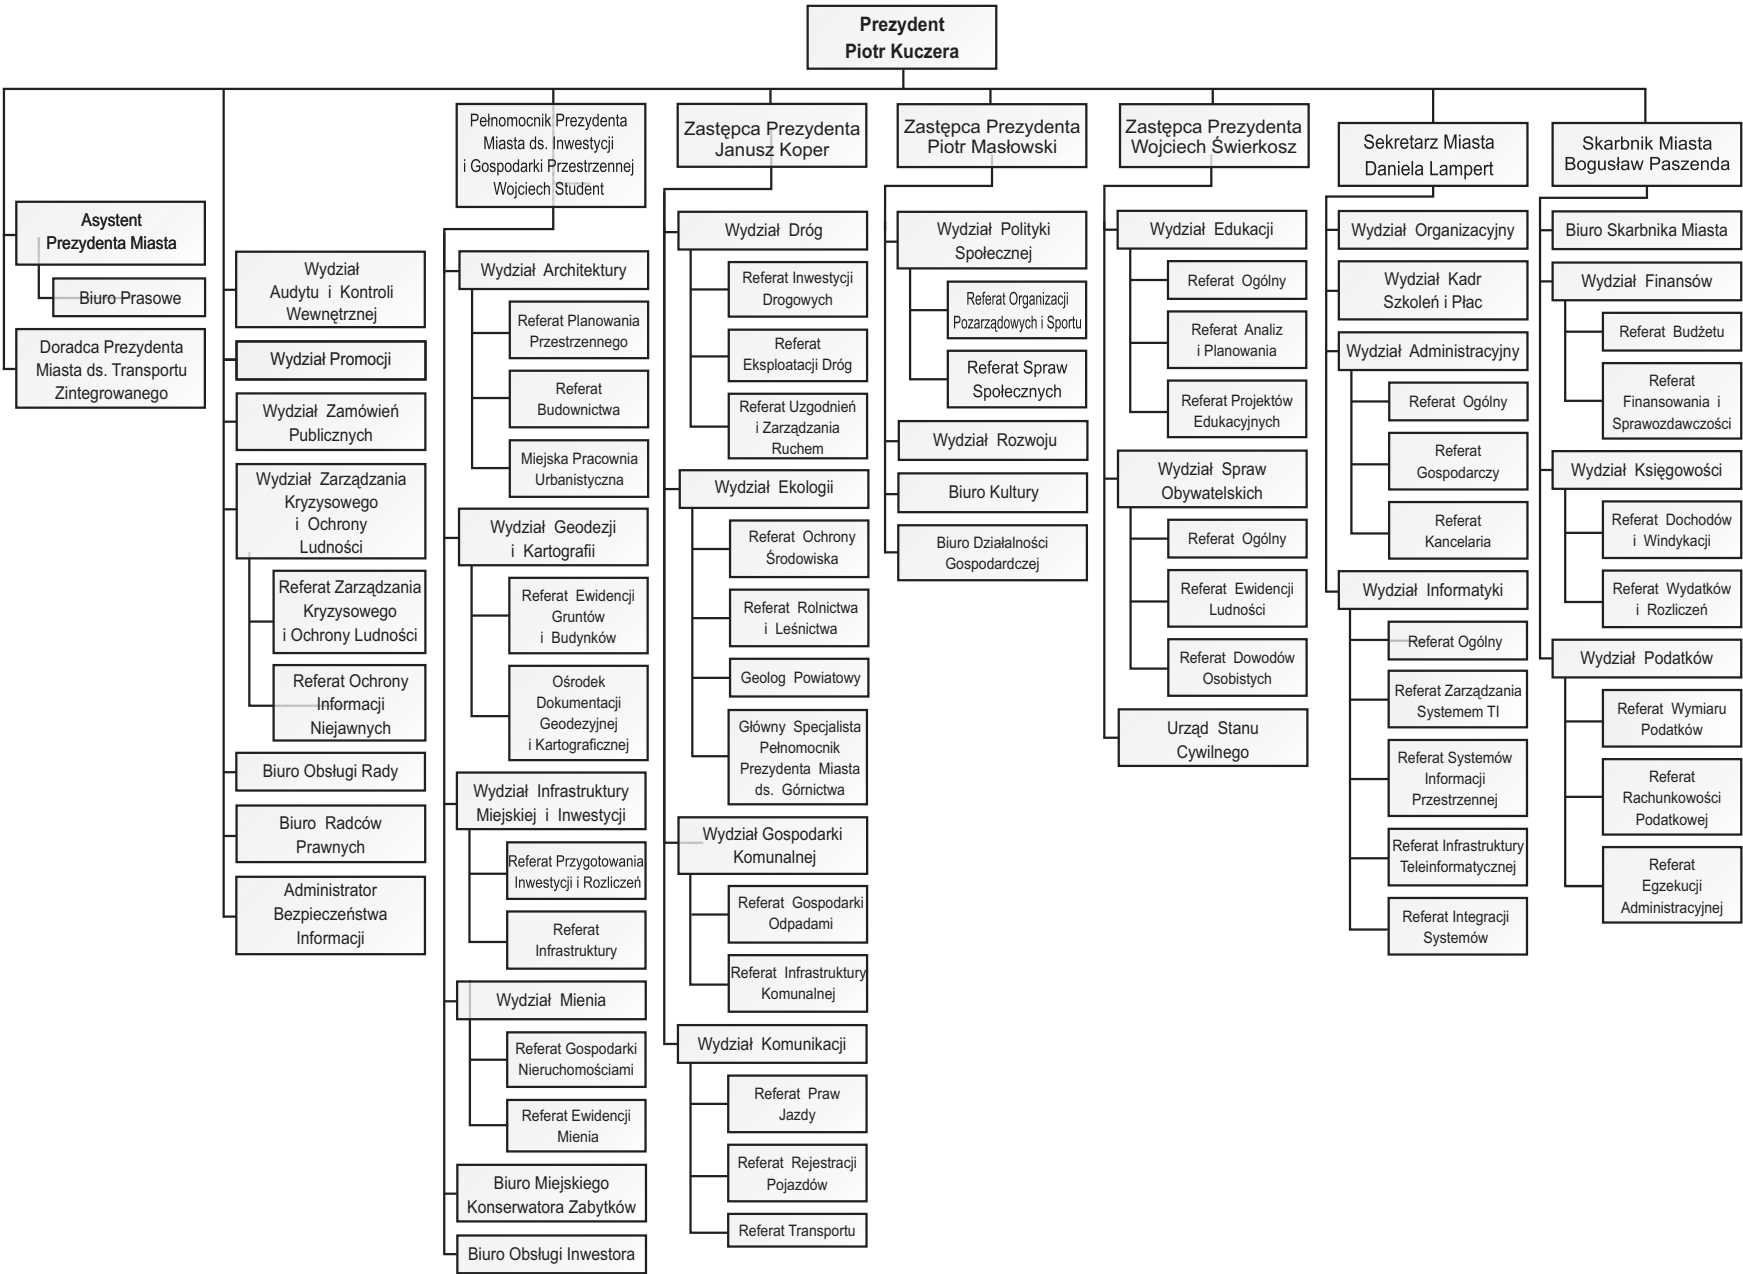 Prezydent
Piotr Kuczera
Asystent
Prezydenta Miasta
Biuro Prasowe
Doradca Prezydenta
Miasta ds. Transportu
Zintegrowanego
Wydział
Audytu i Kontroli
Wewnętrznej
Wydział Promocji
Wydział Zamówień
Publicznych
Wydział Zarządzania
Kryzysowego
i Ochrony
Ludności
Referat Zarządzania
Kryzysowego
i Ochrony Ludności
Referat Ochrony
Informacji
Niejawnych
Biuro Obsługi Rady
Biuro Radców
Prawnych
Administrator
Bezpieczeństwa
Informacji
Pełnomocnik Prezydenta
Miasta ds. Inwestycji
i Gospodarki Przestrzennej
Wojciech Student
Wydział Architektury
Referat Planowania
Przestrzennego
Referat
Budownictwa
Miejska Pracownia
Urbanistyczna
Wydział Geodezji
i Kartografii
Referat Ewidencji
Gruntów
i Budynków
Ośrodek
Dokumentacji
Geodezyjnej
i Kartograficznej
Wydział Infrastruktury
Miejskiej i Inwestycji
Referat Przygotowania
Inwestycji i Rozliczeń
Referat
Infrastruktury
Wydział Mienia
Referat Gospodarki
Nieruchomościami
Referat Ewidencji
Mienia
Biuro Miejskiego
Konserwatora Zabytków
Biuro Obsługi Inwestora
Zastępca Prezydenta
Janusz Koper
Wydział Dróg
Referat Inwestycji
Drogowych
Referat
Eksploatacji Dróg
Referat Uzgodnień
i Zarządzania
Ruchem
Wydział Ekologii
Referat Ochrony
Środowiska
Referat Rolnictwa
i Leśnictwa
Geolog Powiatowy
Główny Specjalista
Pełnomocnik
Prezydenta Miasta
ds. Górnictwa
Wydział Gospodarki
Komunalnej
Referat Gospodarki
Odpadami
Referat Infrastruktury
Komunalnej
Wydział Komunikacji
Referat Praw
Jazdy
Referat Rejestracji
Pojazdów
Referat Transportu
Zastępca Prezydenta
Piotr Masłowski
Wydział Polityki
Społecznej
Referat Organizacji
Pozarządowych i Sportu
Referat Spraw
Społecznych
Wydział Rozwoju
Biuro Kultury
Biuro Działalności
Gospodardczej
Zastępca Prezydenta
Wojciech Świerkosz
Wydział Edukacji
Referat Ogólny
Referat Analiz
i Planowania
Referat Projektów
Edukacyjnych
Wydział Spraw
Obywatelskich
Referat Ogólny
Referat Ewidencji
Ludności
Referat Dowodów
Osobistych
Urząd Stanu
Cywilnego
Sekretarz Miasta
Daniela Lampert
Wydział Organizacyjny
Wydział Kadr
Szkoleń i Płac
Wydział Administracyjny
Referat Ogólny
Referat
Gospodarczy
Referat
Kancelaria
Wydział Informatyki
Referat Ogólny
Referat Zarządzania
Systemem TI
Referat Systemów
Informacji
Przestrzennej
Referat Infrastruktury
Teleinformatycznej
Referat Integracji
Systemów
Skarbnik Miasta
Bogusław Paszenda
Biuro Skarbnika Miasta
Wydział Finansów
Referat Budżetu
Referat
Finansowania i
Sprawozdawczości
Wydział Księgowości
Referat Dochodów
i Windykacji
Referat Wydatków
i Rozliczeń
Wydział Podatków
Referat Wymiaru
Podatków
Referat
Rachunkowości
Podatkowej
Referat
Egzekucji
Administracyjnej